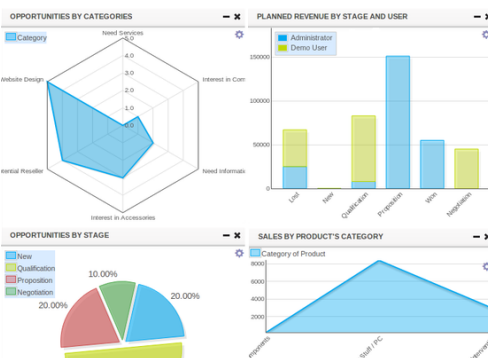 OPPORTUNITIES BY CATEGORIES
Category
Need Services
5.0
4.0
3.0
2.0
1.0
0.0
Website Design
Interest in Com
ential Reseller
Need Informati
Interest in Accessories
PLANNED REVENUE BY STAGE AND USER
Administrator
Demo User
150000
100000
50000
0
Lost
New
Qualification
Proposition
Won
Negotiation
OPPORTUNITIES BY STAGE
New
Qualification
Proposition
Negotiation
10.00%
20.00%
20.00%
SALES BY PRODUCT'S CATEGORY
Category of Product
8000
6000
4000
2000
mponents
Stuff / PC